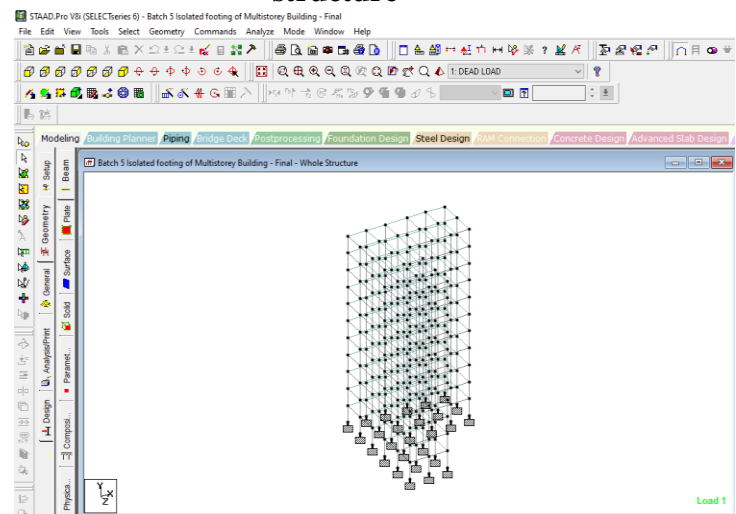 STAAD.Pro V8i (SELECTseries 6) - Batch 5 Isolated footing of Multistorey Building - Final
File Edit View Tools Select Geometry Commands Analyze Mode Window Help
1: DEAD LOAD
Modeling Building Planner Piping Bridge Deck Postprocessing Foundation Design Steel Design RAM Connection Concrete Design Advanced Slab Design
Batch 5 Isolated footing of Multistorey Building - Final - Whole Structure
Setup
Geometry
General
Analysis/Print
Design
Beam
Plate
Surface
Solid
Paramet...
Composi...
Physica...
Y
X
Z
Load 1